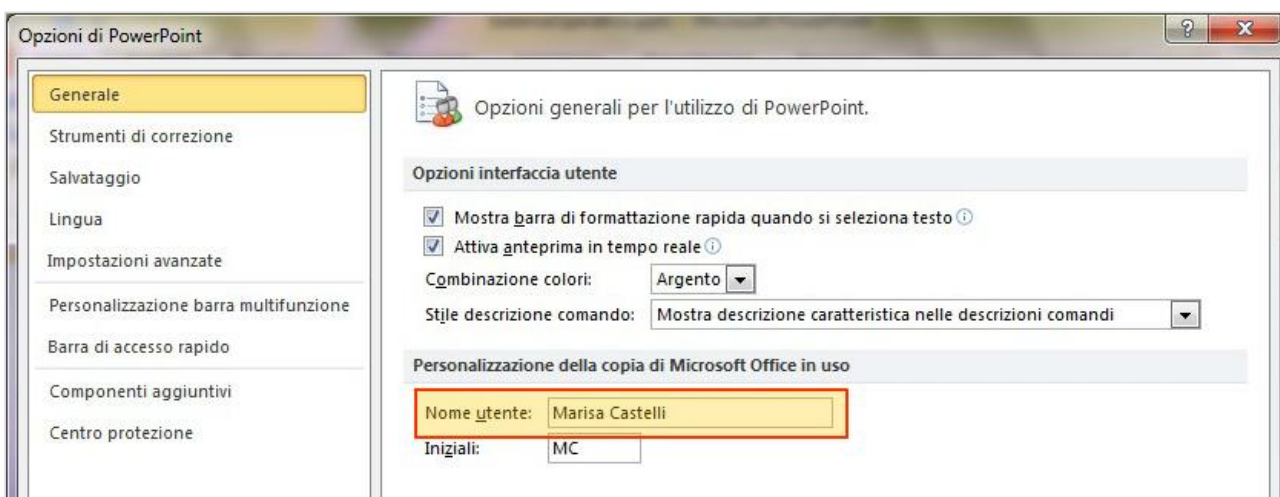 Opzioni di PowerPoint
Generale
Strumenti di correzione
Salvataggio
Lingua
Impostazioni avanzate
Personalizzazione barra multifunzione
Barra di accesso rapido
Componenti aggiuntivi
Centro protezione
Opzioni generali per l'utilizzo di PowerPoint.
Opzioni interfaccia utente
Mostra barra di formattazione rapida quando si seleziona testo
Attiva anteprima in tempo reale
Combinazione colori: Argento
Stile descrizione comando: Mostra descrizione caratteristica nelle descrizioni comandi
Personalizzazione della copia di Microsoft Office in uso
Nome utente: Marisa Castelli
Iniziali: MC